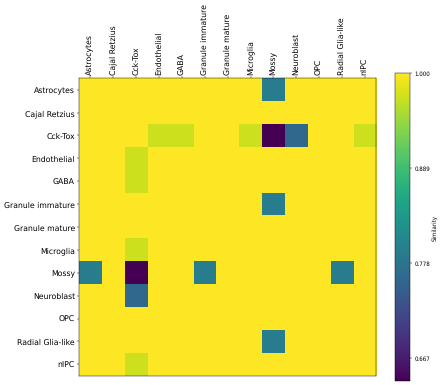 Astrocytes
Cajal Retzius
Cck-Tox
Endothelial
GABA
Granule immature
Granule mature
Microglia
Mossy
Neuroblast
OPC
Radial Glia-like
nIPC
Astrocytes
Cajal Retzius
Cck-Tox
Endothelial
GABA
Granule immature
Granule mature
Microglia
Mossy
Neuroblast
OPC
Radial Glia-like
nIPC
1.000
0.889
0.778
0.667
Similarity